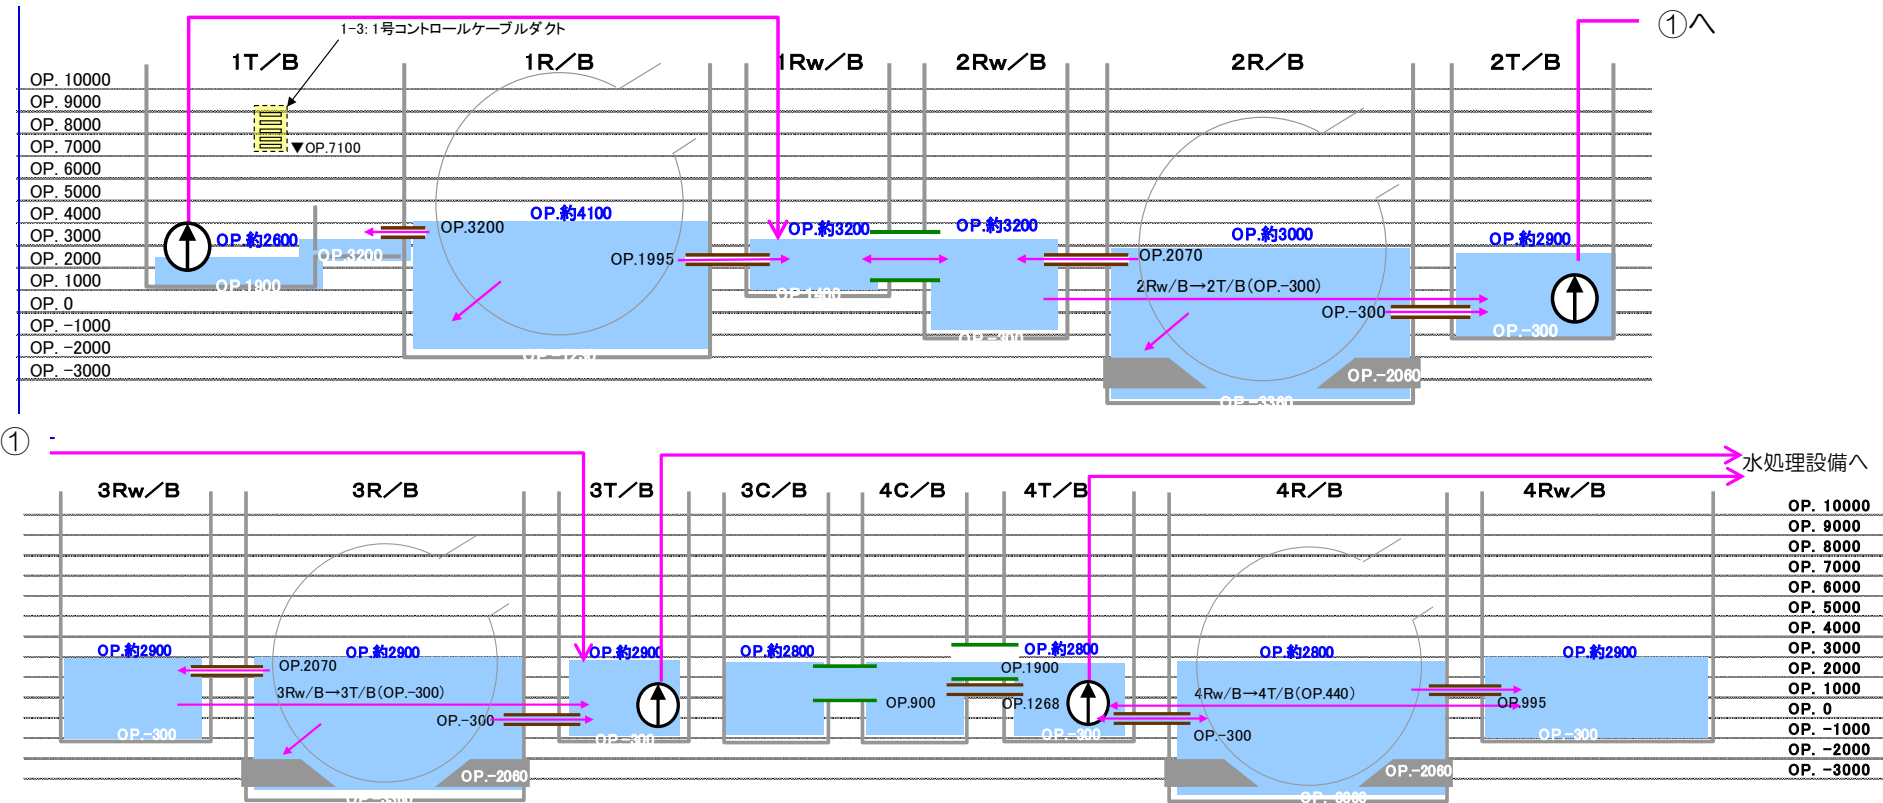 1-3: 1号コントロールケーブルダクト
①へ
1T/B
1R/B
1Rw/B
2Rw/B
2R/B
2T/B
OP. 10000
OP. 9000
OP. 8000
OP. 7000
OP. 6000
OP. 5000
OP. 4000
OP. 3000
OP. 2000
OP. 1000
OP. 0
OP. -1000
OP. -2000
OP. -3000
▼OP.7100
OP.約2600
OP.3200
OP.1900
OP.約4100
OP.3200
OP.1995
OP.約3200
OP.1400
OP.約3200
OP.-300
OP.約3000
OP.2070
2Rw/B→2T/B(OP.-300)
OP.-300
OP.-2060
OP.-3360
OP.約2900
OP.-300
①
水処理設備へ
3Rw/B
3R/B
3T/B
3C/B
4C/B
4T/B
4R/B
4Rw/B
OP. 10000
OP. 9000
OP. 8000
OP. 7000
OP. 6000
OP. 5000
OP. 4000
OP. 3000
OP. 2000
OP. 1000
OP. 0
OP. -1000
OP. -2000
OP. -3000
OP.約2900
OP.-300
OP.約2900
OP.2070
3Rw/B→3T/B(OP.-300)
OP.-300
OP.-2060
OP.約2900
OP.-300
OP.約2800
OP.900
OP.約2800
OP.1900
OP.1268
OP.-300
OP.約2800
4Rw/B→4T/B(OP.440)
OP.-300
OP.-2060
OP.約2900
OP.995
OP.-300